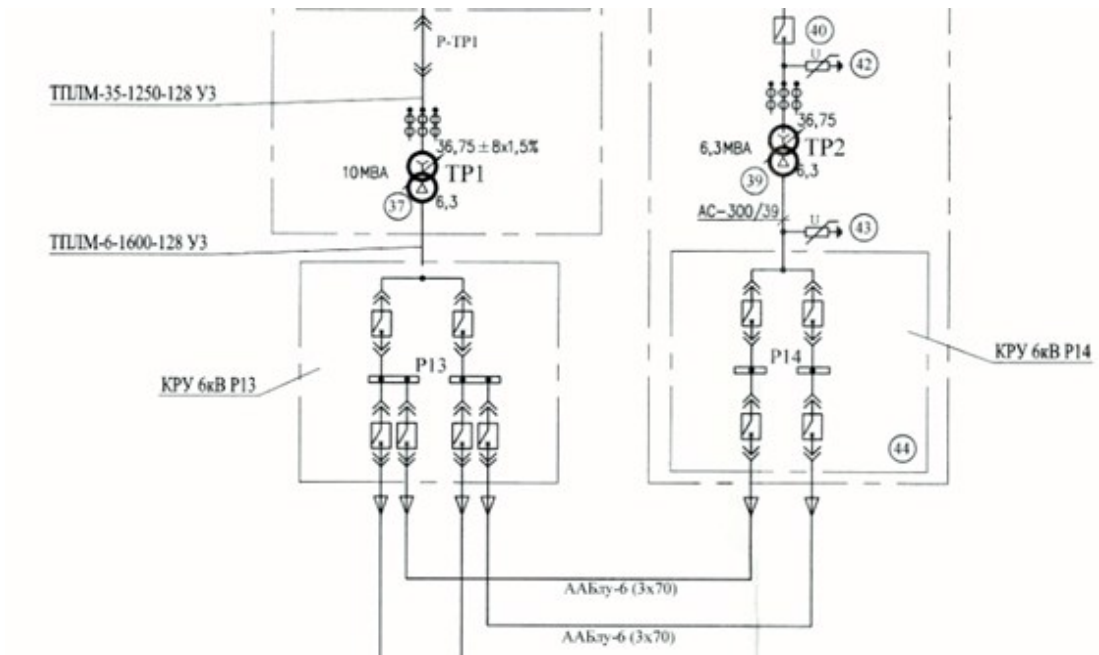 Р-ТР1
ТПЛМ-35-1250-128 У3
36,75±8х1,5%
10МВА
ТР1
37
6,3
ТПЛМ-6-1600-128 У3
КРУ 6кВ Р13
Р13
40
U
42
36,75
6,3МВА
ТР2
39
6,3
АС-300/39
U
43
Р14
КРУ 6кВ Р14
44
ААБлу-6 (3х70)
ААБлу-6 (3х70)